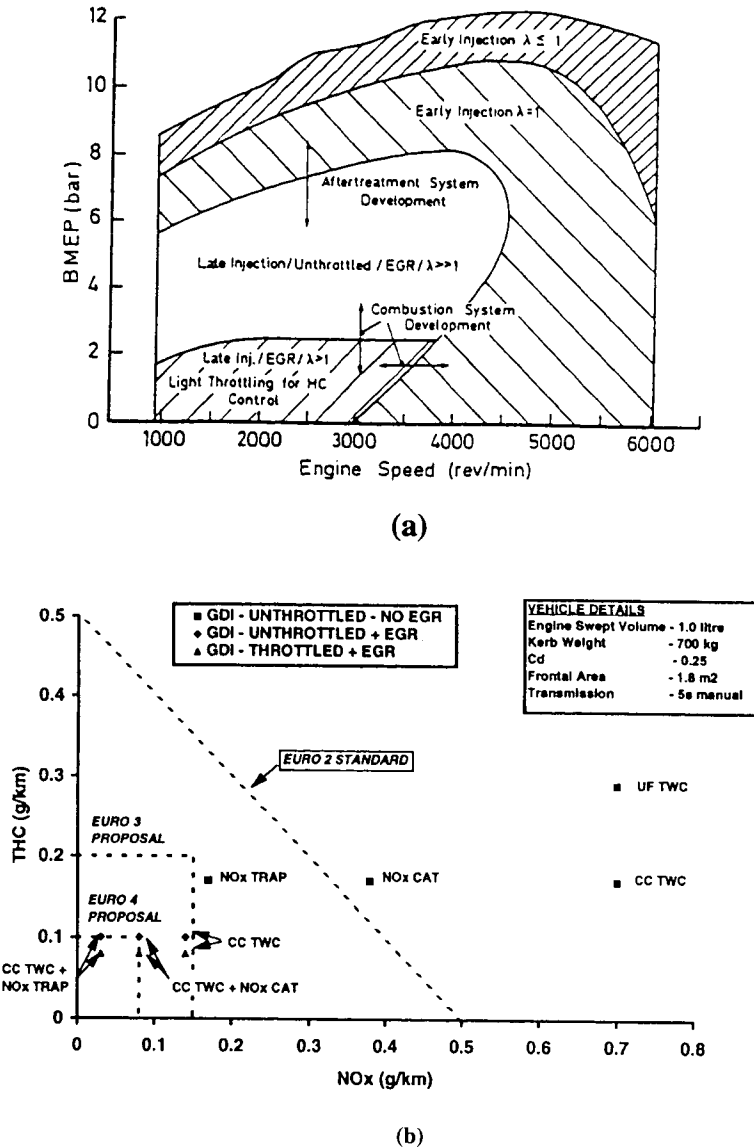 12
10
8
6
4
2
0
BMEP (bar)
Early Injection λ ≤ 1
Early Injection λ=1
Aftertreatment System
Development
Late Injection/Unthrottled/EGR/λ>>1
Combustion System
Development
Late Inj./EGR/λ>1
Light Throttling for HC
Control
1000 2000 3000 4000 5000 6000
Engine Speed (rev/min)
(a)
0.5
0.4
0.3
0.2
0.1
0
THC (g/km)
■ GDI - UNTHROTTLED - NO EGR
◆ GDI - UNTHROTTLED + EGR
▲ GDI - THROTTLED + EGR
VEHICLE DETAILS
Engine Swept Volume - 1.0 litre
Kerb Weight - 700 kg
Cd - 0.25
Frontal Area - 1.8 m2
Transmission - 5s manual
EURO 2 STANDARD
UF TWC
EURO 3
PROPOSAL
NOx TRAP
NOx CAT
CC TWC
EURO 4
PROPOSAL
CC TWC
CC TWC +
NOx TRAP
CC TWC + NOx CAT
0 0.1 0.2 0.3 0.4 0.5 0.6 0.7 0.8
NOx (g/km)
(b)